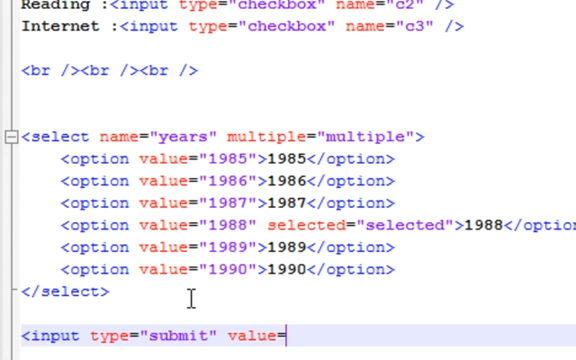 Reading :<input type="checkbox" name="c2" />
Internet :<input type="checkbox" name="c3" />
<br /><br /><br />
<select name="years" multiple="multiple">
<option value="1985">1985</option>
<option value="1986">1986</option>
<option value="1987">1987</option>
<option value="1988" selected="selected">1988</option
<option value="1989">1989</option>
<option value="1990">1990</option>
</select>
<input type="submit" value=